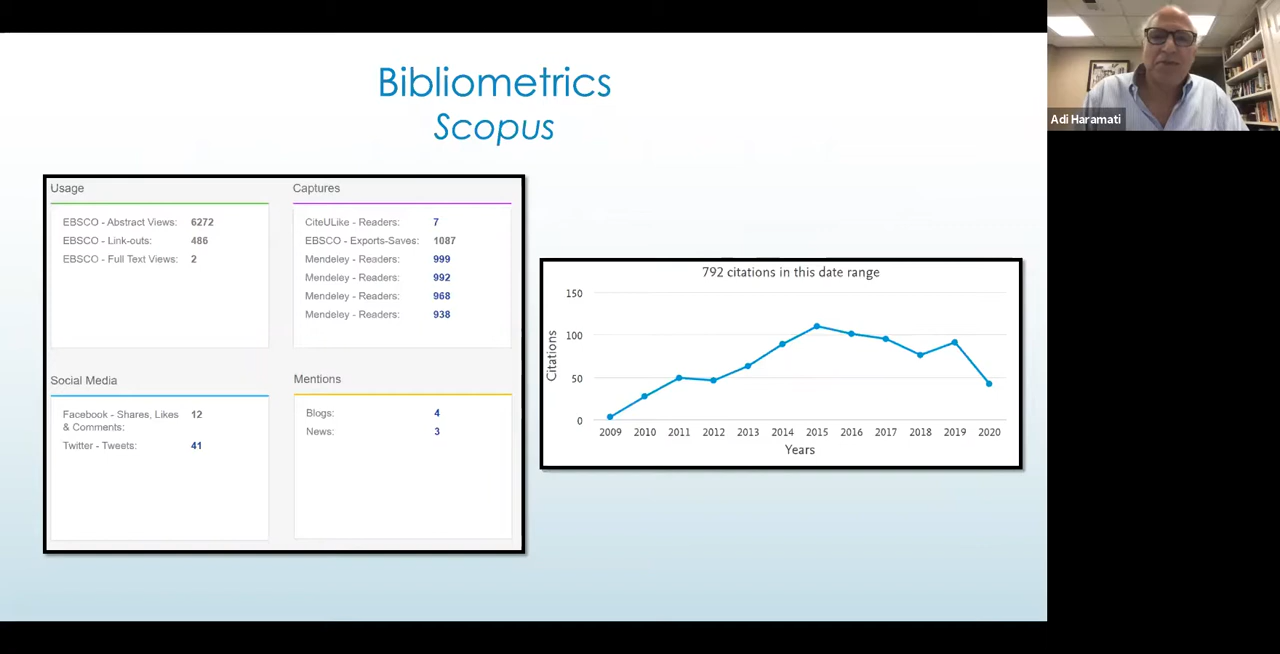 Bibliometrics
Scopus
Adi Haramati
Usage
EBSCO - Abstract Views: 6272
EBSCO - Link-outs: 486
EBSCO - Full Text Views: 2
Captures
CiteULike - Readers: 7
EBSCO - Exports-Saves: 1087
Mendeley - Readers: 999
Mendeley - Readers: 992
Mendeley - Readers: 968
Mendeley - Readers: 938
Social Media
Facebook - Shares, Likes 12
& Comments:
Twitter - Tweets: 41
Mentions
Blogs: 4
News: 3
792 citations in this date range
Citations
150
100
50
0
2009 2010 2011 2012 2013 2014 2015 2016 2017 2018 2019 2020
Years